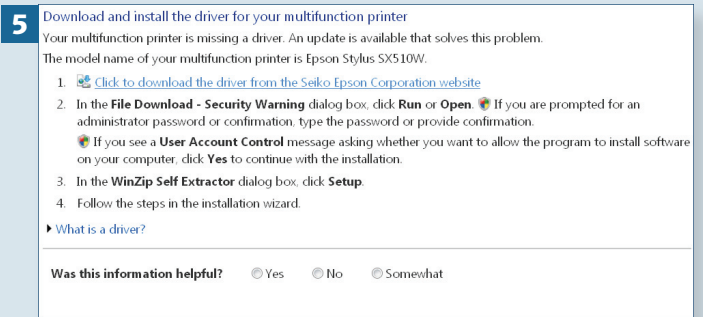 5
Download and install the driver for your multifunction printer
Your multifunction printer is missing a driver. An update is available that solves this problem.
The model name of your multifunction printer is Epson Stylus SX510W.
1. Click to download the driver from the Seiko Epson Corporation website
2. In the File Download - Security Warning dialog box, click Run or Open. If you are prompted for an
administrator password or confirmation, type the password or provide confirmation.
If you see a User Account Control message asking whether you want to allow the program to install software
on your computer, click Yes to continue with the installation.
3. In the WinZip Self Extractor dialog box, click Setup.
4. Follow the steps in the installation wizard.
What is a driver?
Was this information helpful? Yes No Somewhat